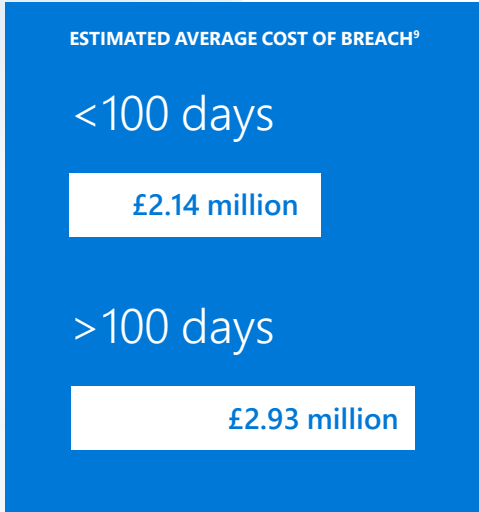 ESTIMATED AVERAGE COST OF BREACH⁹
<100 days
£2.14 million
>100 days
£2.93 million